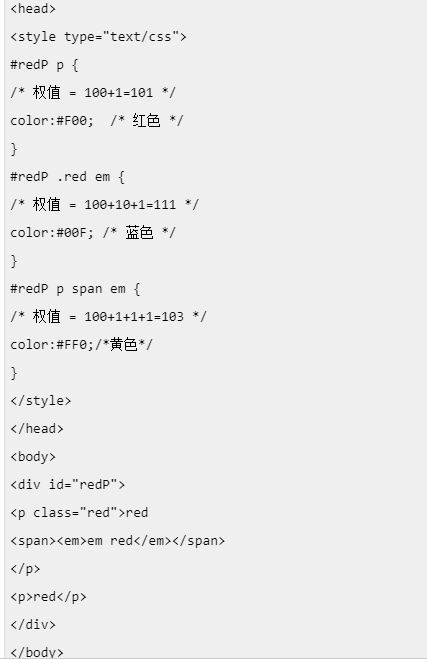 <head>
<style type="text/css">
#redP p {
/* 权值 = 100+1=101 */
color:#F00;  /* 红色 */
}
#redP .red em {
/* 权值 = 100+10+1=111 */
color:#00F; /* 蓝色 */
}
#redP p span em {
/* 权值 = 100+1+1+1=103 */
color:#FF0;/*黄色*/
}
</style>
</head>
<body>
<div id="redP">
<p class="red">red
<span><em>em red</em></span>
</p>
<p>red</p>
</div>
</body>